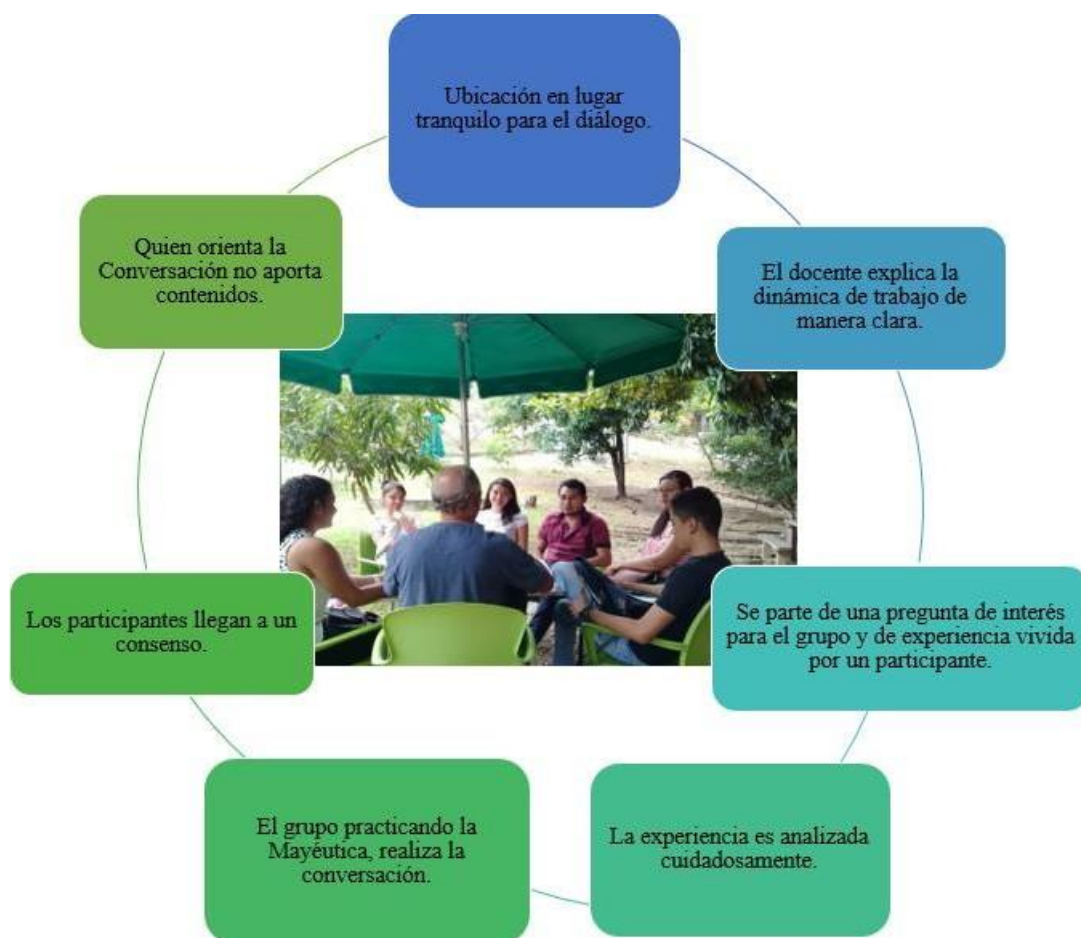 Ubicación en lugar
tranquilo para el diálogo.
El docente explica la
dinámica de trabajo de
manera clara.
Se parte de una pregunta de interés
para el grupo y de experiencia vivida
por un participante.
La experiencia es analizada
cuidadosamente.
El grupo practicando la
Mayéutica, realiza la
conversación.
Los participantes llegan a un
consenso.
Quien orienta la
Conversación no aporta
contenidos.